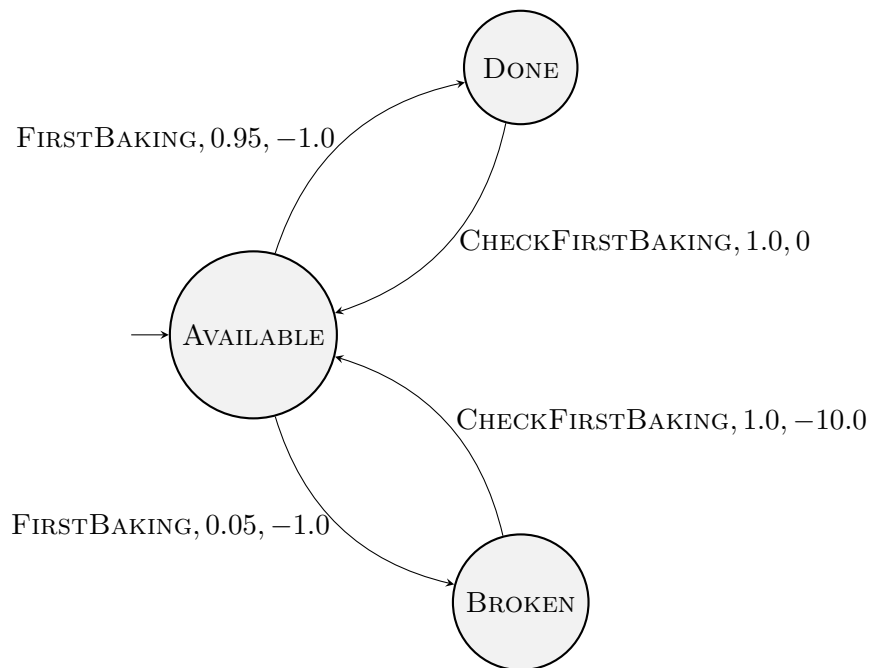 DONE
FIRSTBAKING, 0.95, −1.0
CHECKFIRSTBAKING, 1.0, 0
AVAILABLE
CHECKFIRSTBAKING, 1.0, −10.0
FIRSTBAKING, 0.05, −1.0
BROKEN